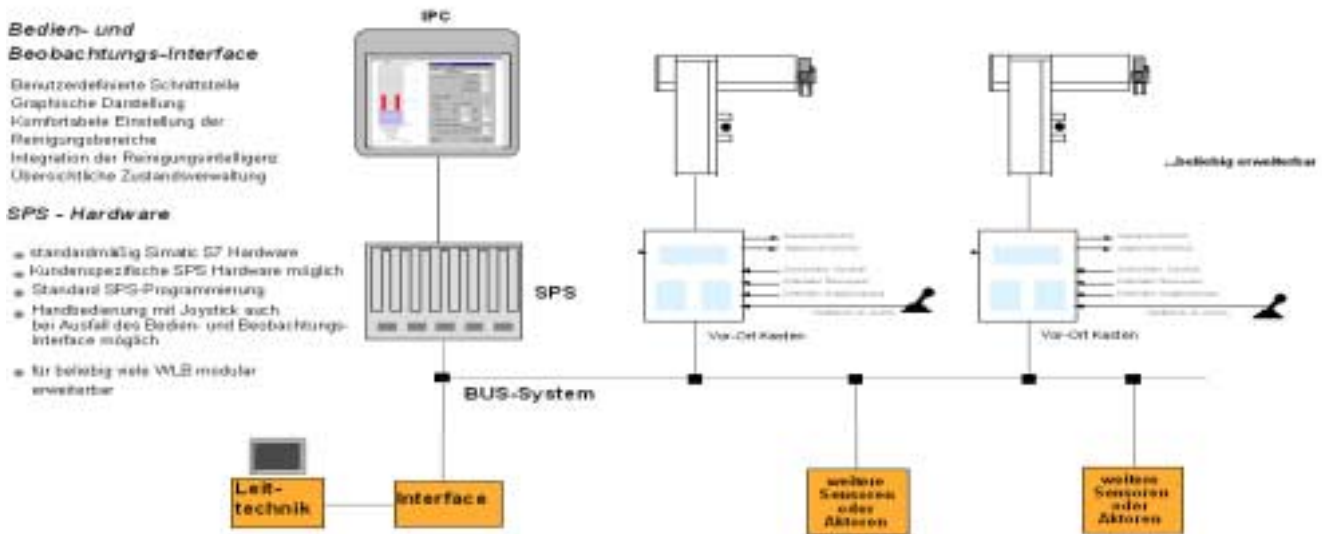 Bedien- und
Beobachtungs-Interface
Benutzerdefinierte Schnittstelle
Graphische Darstellung
Komfortabele Einstellung der
Reinigungsbereiche
Integration der Reinigungsintelligenz
Übersichtliche Zustandsverwaltung
SPS - Hardware
standardmäßig Simatic S7 Hardware
Kundenspezifische SPS Hardware möglich
Standard SPS-Programmierung
Handbedienung mit Joystick auch
bei Ausfall des Bedien- und Beobachtungs-
Interface möglich
für beliebig viele WLB modular
erweiterbar
IPC
SPS
BUS-System
Leit-
technik
Interface
Vor-Ort Kasten
weitere
Sensoren
oder
Aktoren
Vor-Ort Kasten
...beliebig erweiterbar
weitere
Sensoren
oder
Aktoren